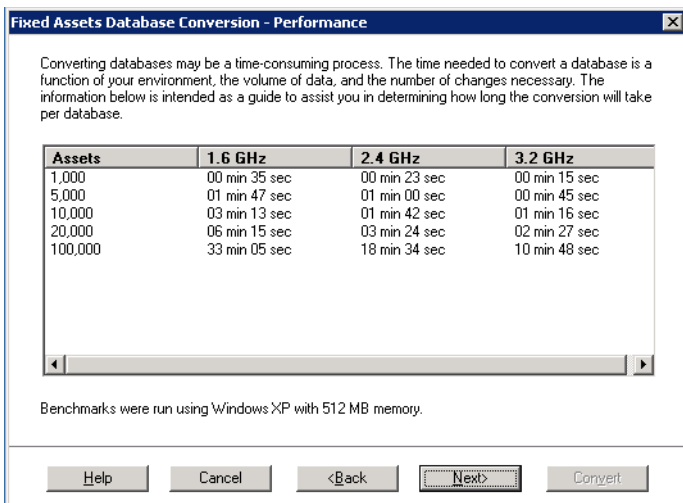 Fixed Assets Database Conversion - Performance
Converting databases may be a time-consuming process. The time needed to convert a database is a
function of your environment, the volume of data, and the number of changes necessary. The
information below is intended as a guide to assist you in determining how long the conversion will take
per database.
Assets 1.6 GHz 2.4 GHz 3.2 GHz
1,000 00 min 35 sec 00 min 23 sec 00 min 15 sec
5,000 01 min 47 sec 01 min 00 sec 00 min 45 sec
10,000 03 min 13 sec 01 min 42 sec 01 min 16 sec
20,000 06 min 15 sec 03 min 24 sec 02 min 27 sec
100,000 33 min 05 sec 18 min 34 sec 10 min 48 sec
Benchmarks were run using Windows XP with 512 MB memory.
Help Cancel <Back Next> Convert